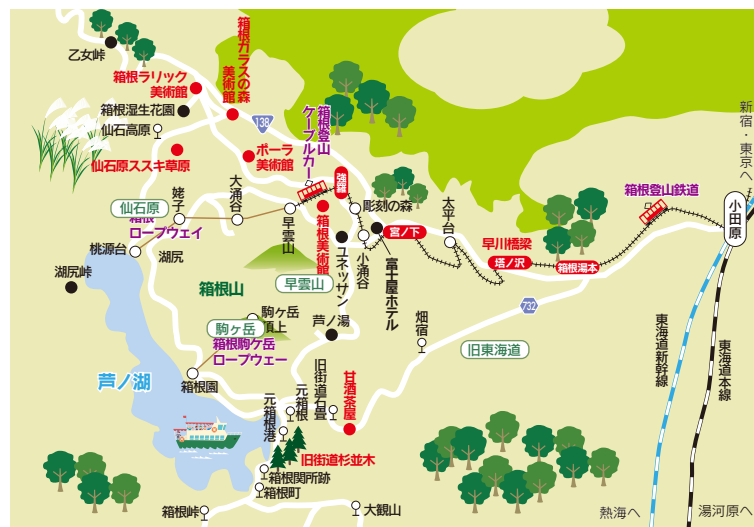 乙女峠
箱根ガラスの森
美術館
箱根ラリック
美術館
箱根湿生花園
仙石高原
仙石原ススキ草原
138
ポーラ
美術館
箱根登山
ケーブルカー
強羅
新宿・東京へ
箱根登山鉄道
小田原
姥子
大涌谷
仙石原
箱根
ロープウェイ
早雲山
箱根美術館
彫刻の森
太平台
宮ノ下
早川橋梁
塔ノ沢
箱根湯本
桃源台
湖尻
湖尻峠
箱根山
早雲山
ユネッサン
小涌谷
富士屋ホテル
732
駒ヶ岳
頂上
駒ヶ岳
箱根駒ケ岳
ロープウェー
芦ノ湯
畑宿
旧東海道
東海道新幹線
東海道本線
芦ノ湖
箱根園
旧街道石畳
元箱根
元箱根港
甘酒茶屋
旧街道杉並木
箱根関所跡
箱根町
箱根峠
大観山
熱海へ
湯河原へ